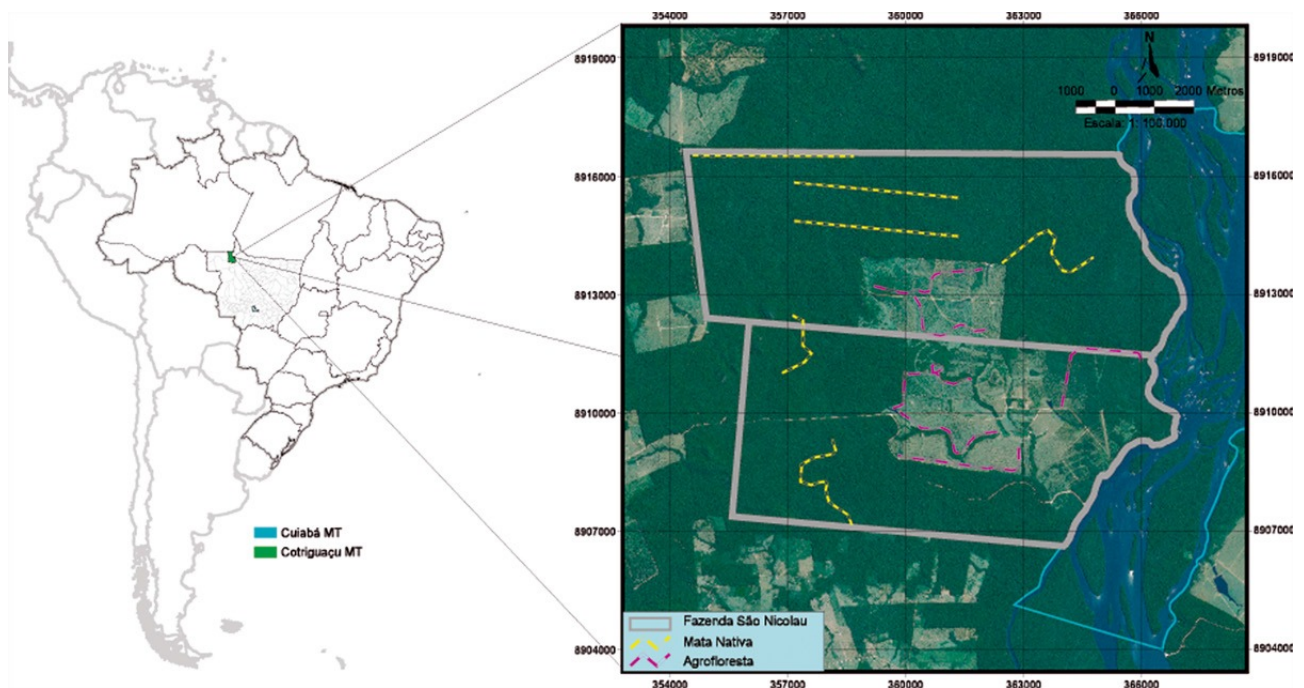 354000 357000 360000 363000 366000
N
8919000 8919000
1000 0 1000 2000 Metros
Escala: 1: 100.000
8916000 8916000
8913000 8913000
8910000 8910000
Cuiabá MT
Cotriguaçu MT
8907000 8907000
Fazenda São Nicolau
Mata Nativa
Agrofloresta
8904000 8904000
354000 357000 360000 363000 366000